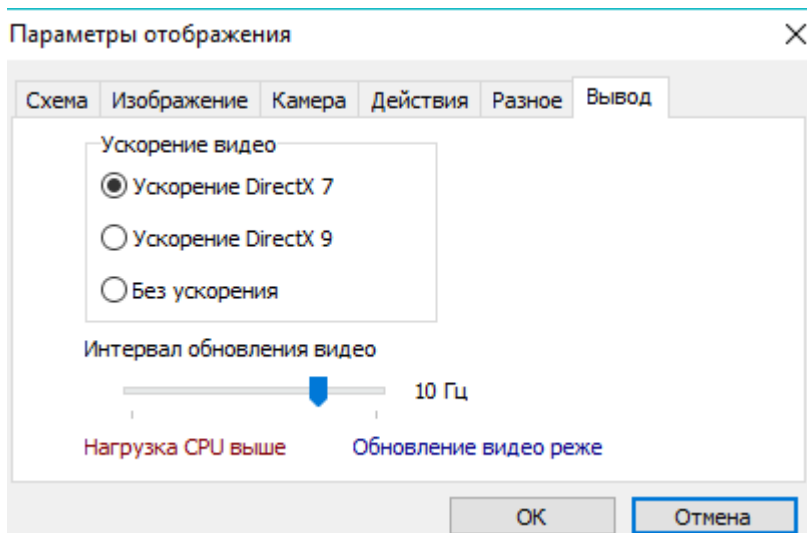 Параметры отображения
Схема Изображение Камера Действия Разное Вывод
Ускорение видео
Ускорение DirectX 7
Ускорение DirectX 9
Без ускорения
Интервал обновления видео
10 Гц
Нагрузка CPU выше Обновление видео реже
OK Отмена